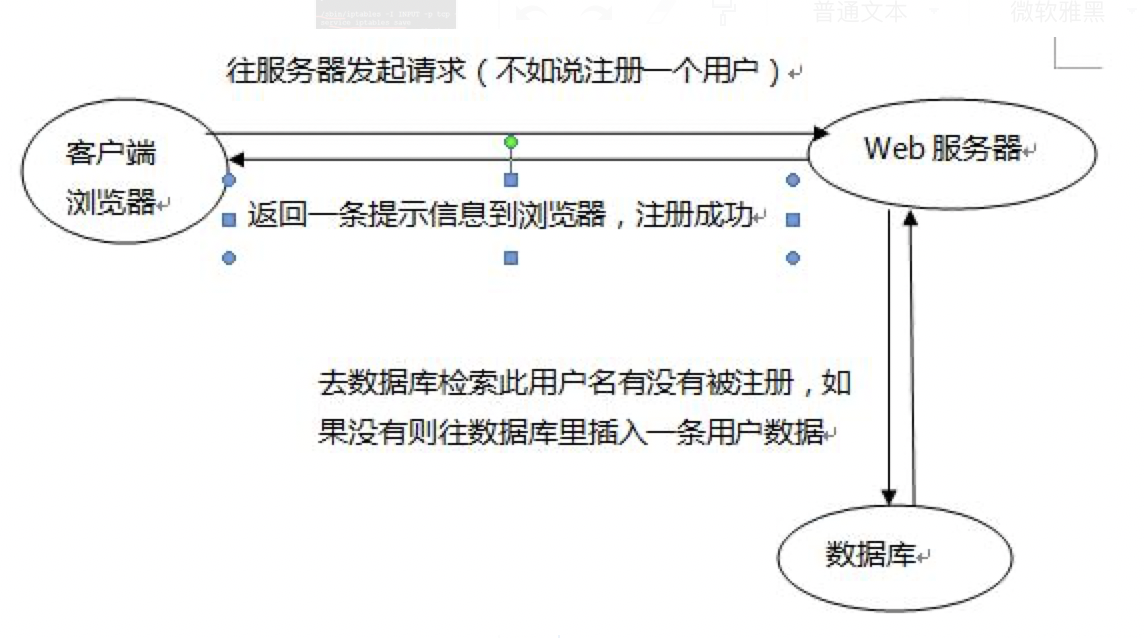 普通文本
微软雅黑
往服务器发起请求（不如说注册一个用户）
客户端
浏览器
Web 服务器
返回一条提示信息到浏览器，注册成功
去数据库检索此用户名有没有被注册，如
果没有则往数据库里插入一条用户数据
数据库